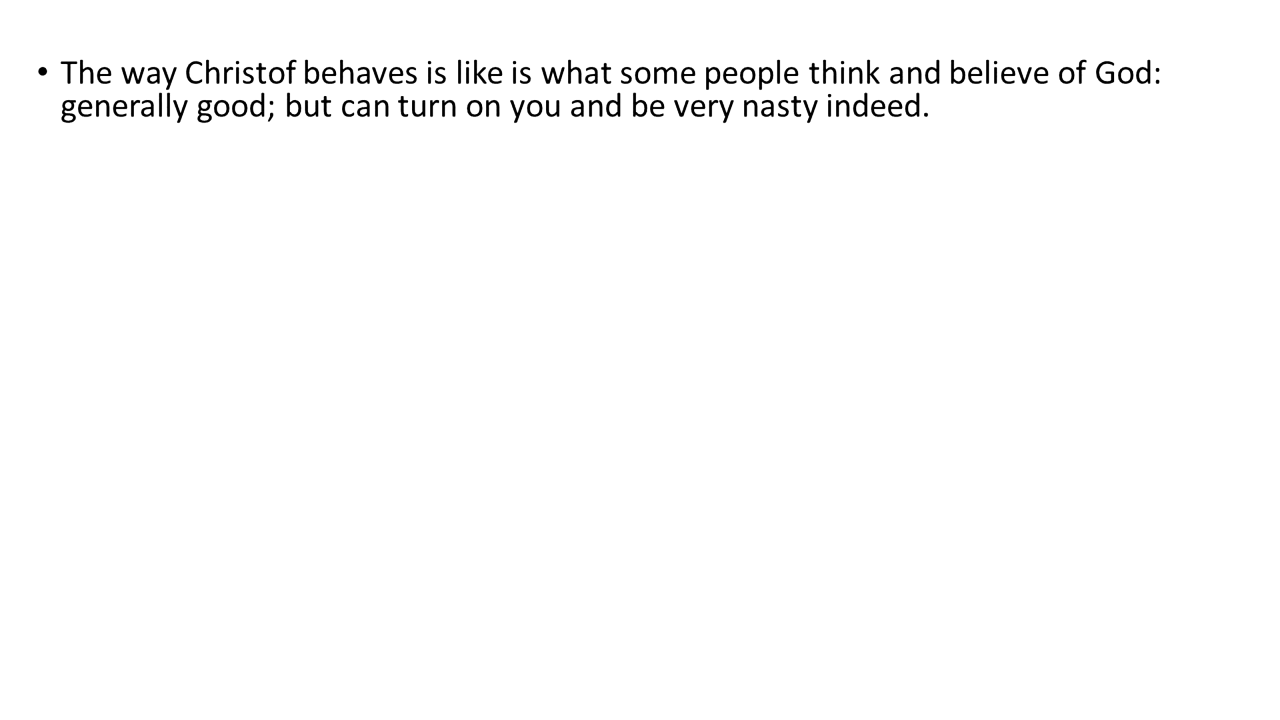 • The way Christof behaves is like is what some people think and believe of God:
generally good; but can turn on you and be very nasty indeed.